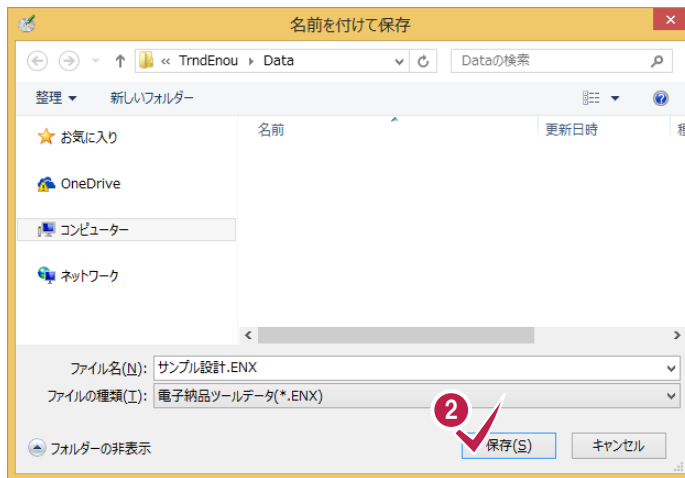 名前を付けて保存
×
« TrndEnou ▸ Data
Dataの検索
整理 ▼ 新しいフォルダー
名前 更新日時
お気に入り
OneDrive
コンピューター
ネットワーク
ファイル名(N): サンプル設計.ENX
ファイルの種類(T): 電子納品ツールデータ(*.ENX)
2
フォルダーの非表示 保存(S) キャンセル